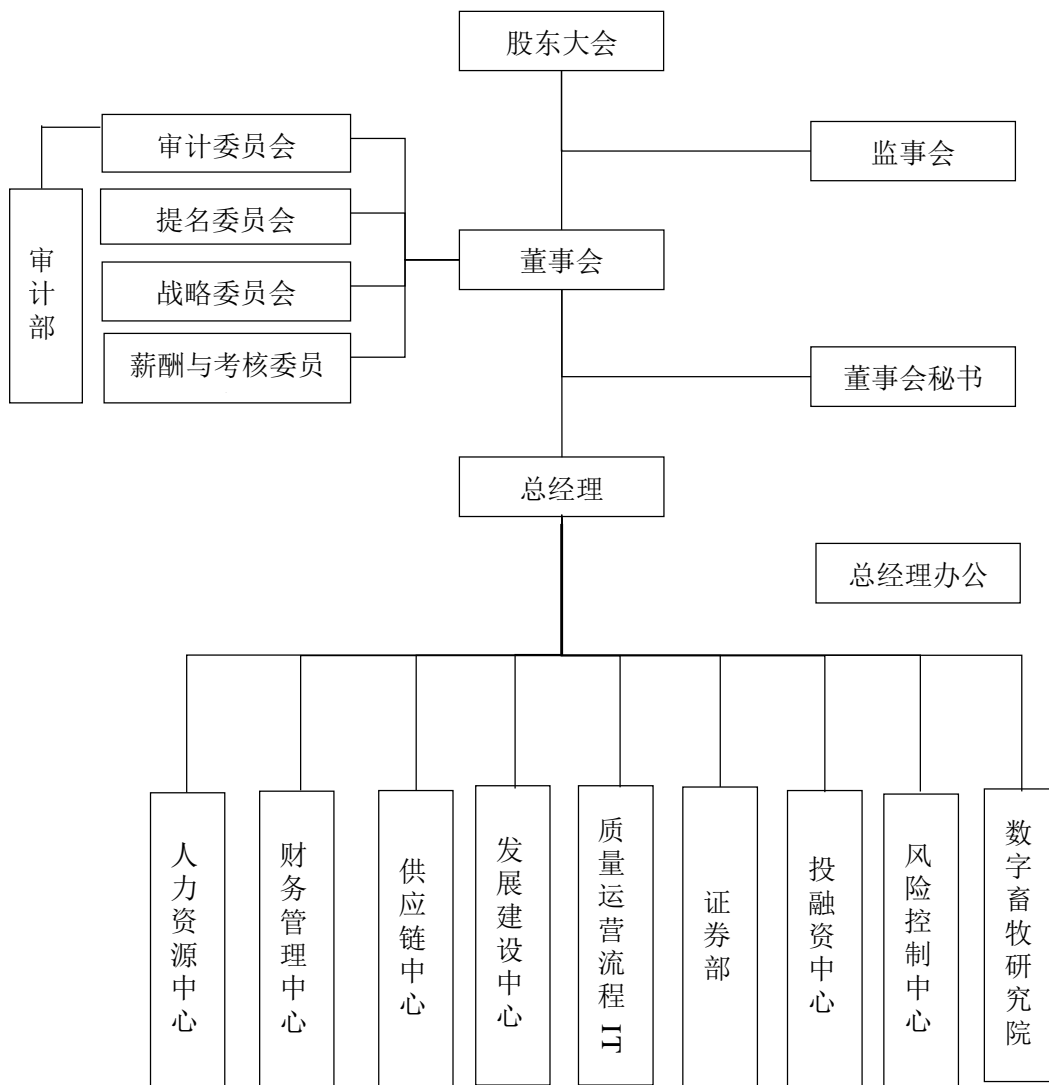 股东大会
审计委员会
监事会
提名委员会
审计部
董事会
战略委员会
薪酬与考核委员
董事会秘书
总经理
总经理办公
人力资源中心
财务管理中心
供应链中心
发展建设中心
质量运营流程 IT
证券部
投融资中心
风险控制中心
数字畜牧研究院